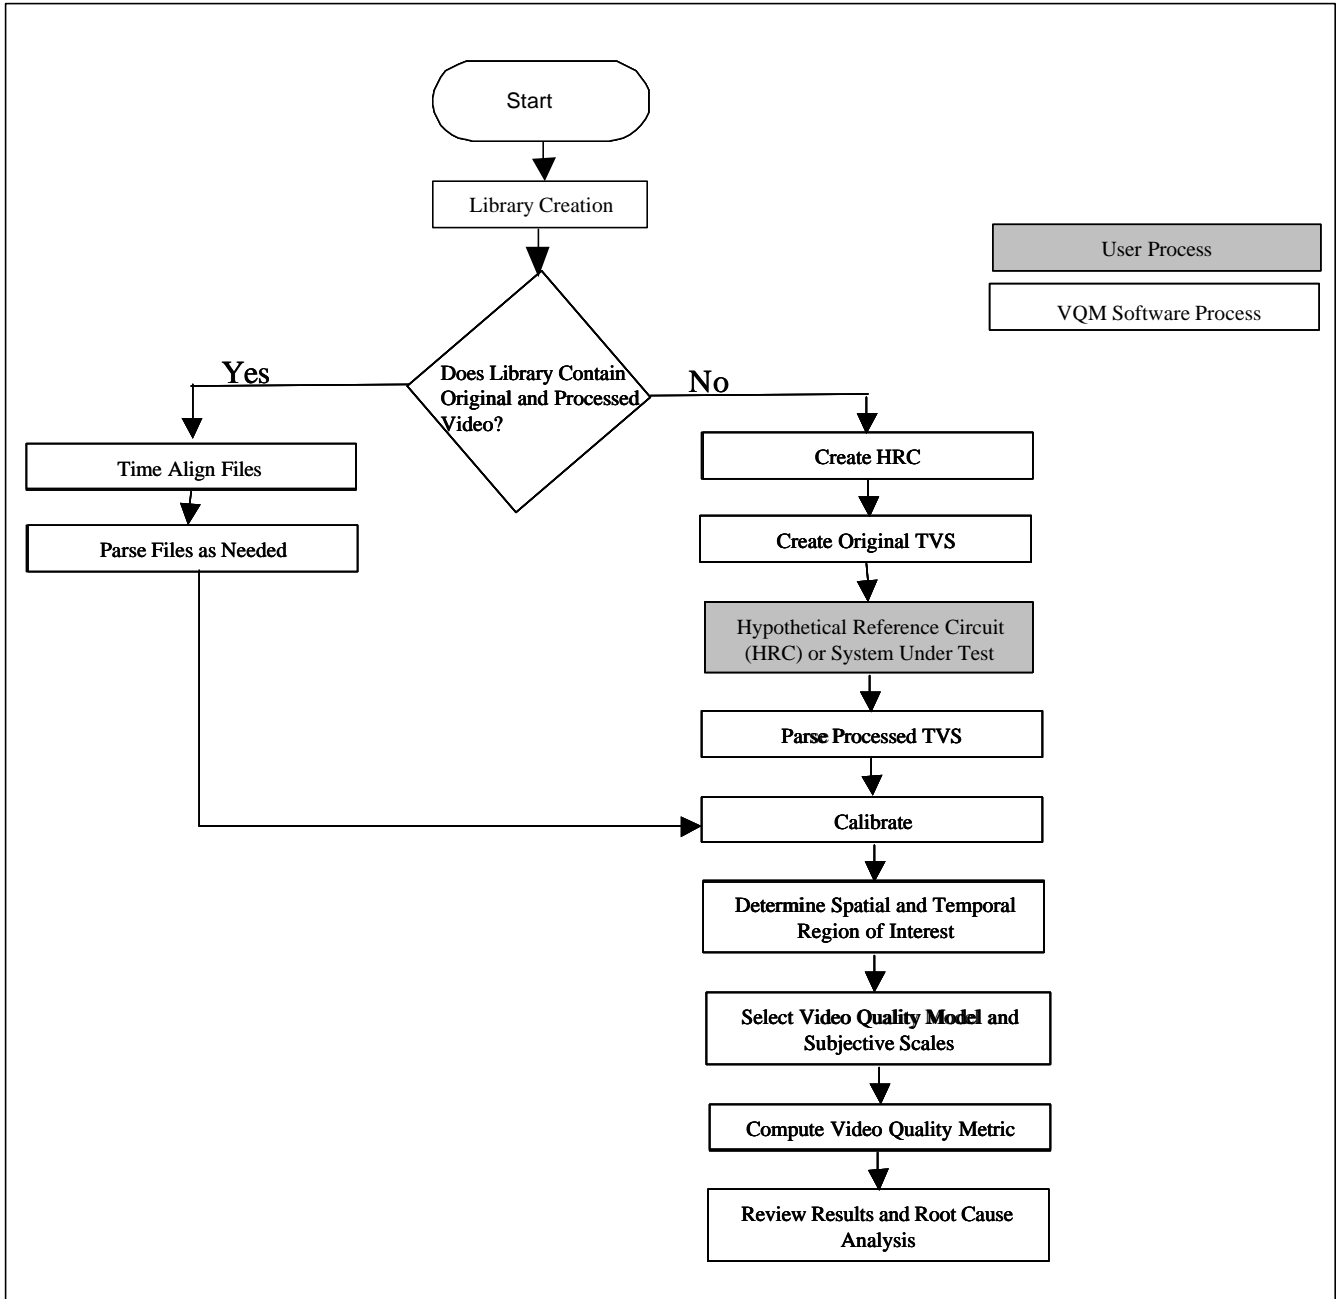 Start
Library Creation
User Process
VQM Software Process
Does Library Contain
Original and Processed
Video?
Yes
No
Time Align Files
Parse Files as Needed
Create HRC
Create Original TVS
Hypothetical Reference Circuit
(HRC) or System Under Test
Parse Processed TVS
Calibrate
Determine Spatial and Temporal
Region of Interest
Select Video Quality Model and
Subjective Scales
Compute Video Quality Metric
Review Results and Root Cause
Analysis